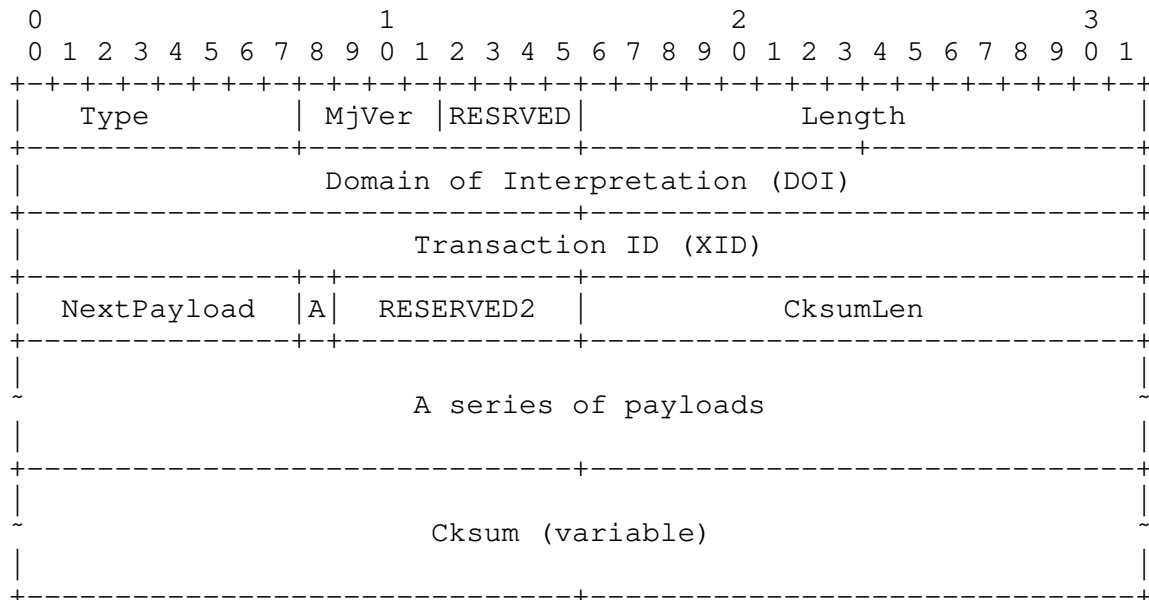 0                   1                   2                   3
 0 1 2 3 4 5 6 7 8 9 0 1 2 3 4 5 6 7 8 9 0 1 2 3 4 5 6 7 8 9 0 1
+-+-+-+-+-+-+-+-+-+-+-+-+-+-+-+-+-+-+-+-+-+-+-+-+-+-+-+-+-+-+-+-+
|   Type        | MjVer |RESRVED|            Length             |
+---------------+---------------+---------------+---------------+
|                 Domain of Interpretation (DOI)                |
+-------------------------------+-------------------------------+
|                      Transaction ID (XID)                     |
+---------------+-+-------------+-------------------------------+
|  NextPayload  |A|  RESERVED2  |           CksumLen            |
+---------------+-+-------------+-------------------------------+
|                                                               |
~                      A series of payloads                     ~
|                                                               |
+-------------------------------+-------------------------------+
|                                                               |
~                       Cksum (variable)                        ~
|                                                               |
+-------------------------------+-------------------------------+